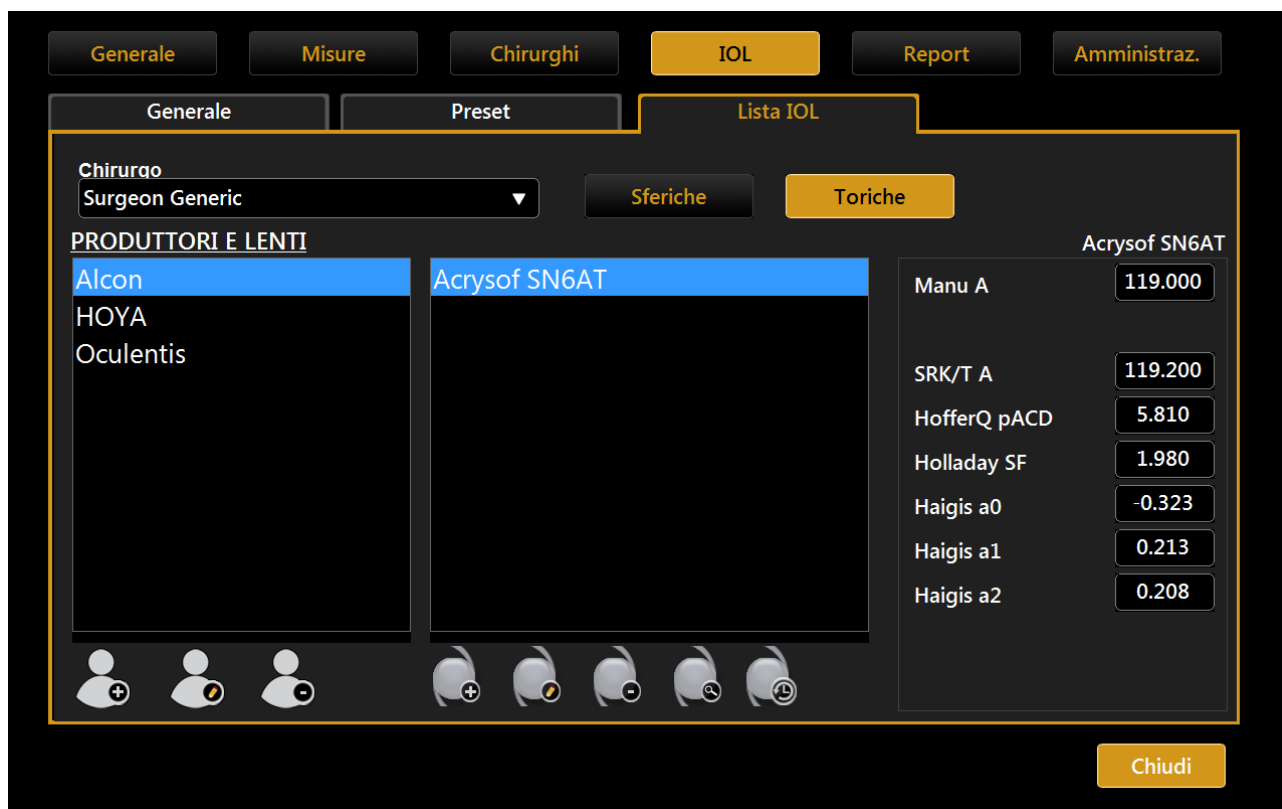 Generale Misure Chirurghi IOL Report Amministraz.
Generale Preset Lista IOL
Chirurgo
Surgeon Generic
Sferiche Toriche
PRODUTTORI E LENTI
Acrysof SN6AT
Alcon
HOYA
Oculentis
Acrysof SN6AT
Manu A 119.000
SRK/T A 119.200
HofferQ pACD 5.810
Holladay SF 1.980
Haigis a0 -0.323
Haigis a1 0.213
Haigis a2 0.208
Chiudi